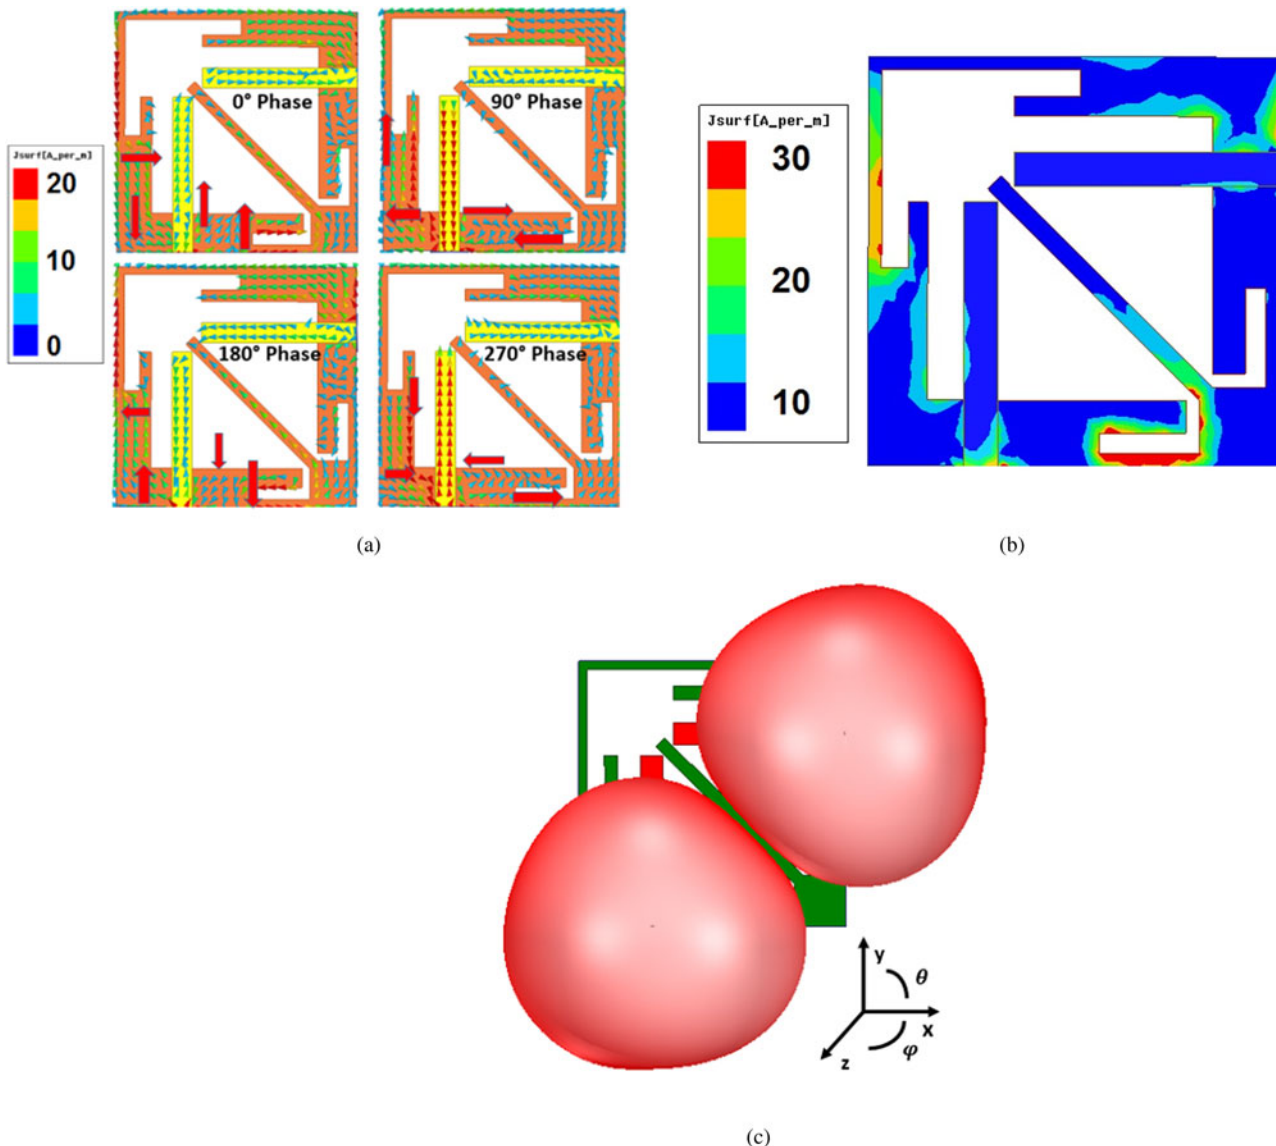 0° Phase
90° Phase
Jsurf[A_per_m]
20
10
0
180° Phase
270° Phase
Jsurf[A_per_m]
30
20
10
(a)
(b)
y
θ
x
φ
z
(c)